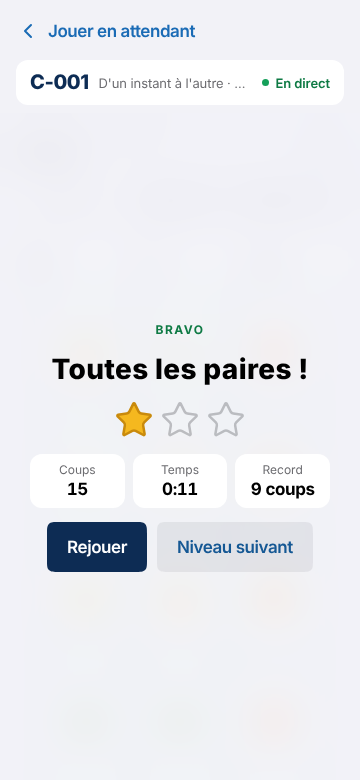 Jouer en attendant
C-001 D'un instant à l'autre · ... En direct
BRAVO
Toutes les paires !
Coups Temps Record
15 0:11 9 coups
Rejouer Niveau suivant